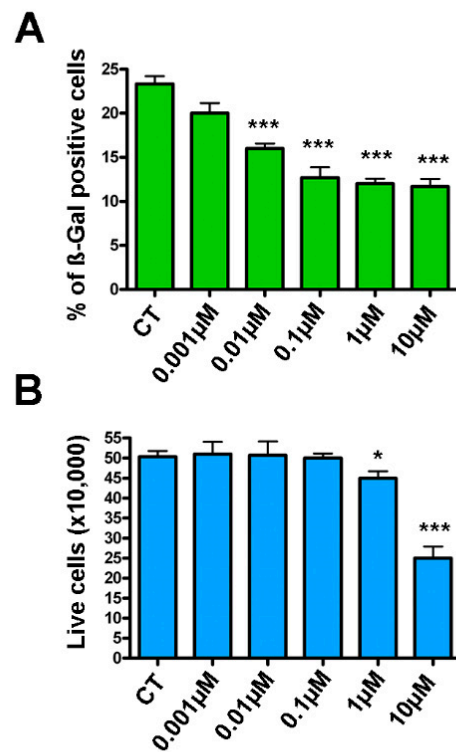 A
% of ß-Gal positive cells
25
20
15
10
5
0
***
***
***
***
CT
0.001µM
0.01µM
0.1µM
1µM
10µM
B
Live cells (x10,000)
55
50
45
40
35
30
25
20
15
10
5
0
*
***
CT
0.001µM
0.01µM
0.1µM
1µM
10µM